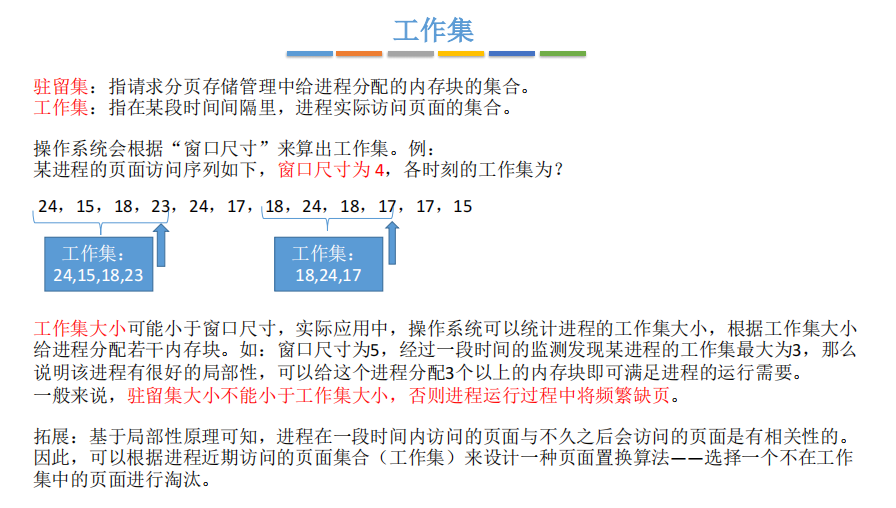 工作集
驻留集：指请求分页存储管理中给进程分配的内存块的集合。
工作集：指在某段时间间隔里，进程实际访问页面的集合。
操作系统会根据“窗口尺寸”来算出工作集。例：
某进程的页面访问序列如下，窗口尺寸为 4，各时刻的工作集为？
24，15，18，23，24，17，18，24，18，17，17，15
工作集：
24,15,18,23
工作集：
18,24,17
工作集大小可能小于窗口尺寸，实际应用中，操作系统可以统计进程的工作集大小，根据工作集大小
给进程分配若干内存块。如：窗口尺寸为5，经过一段时间的监测发现某进程的工作集最大为3，那么
说明该进程有很好的局部性，可以给这个进程分配3个以上的内存块即可满足进程的运行需要。
一般来说，驻留集大小不能小于工作集大小，否则进程运行过程中将频繁缺页。
拓展：基于局部性原理可知，进程在一段时间内访问的页面与不久之后会访问的页面是有相关性的。
因此，可以根据进程近期访问的页面集合（工作集）来设计一种页面置换算法——选择一个不在工作
集中的页面进行淘汰。